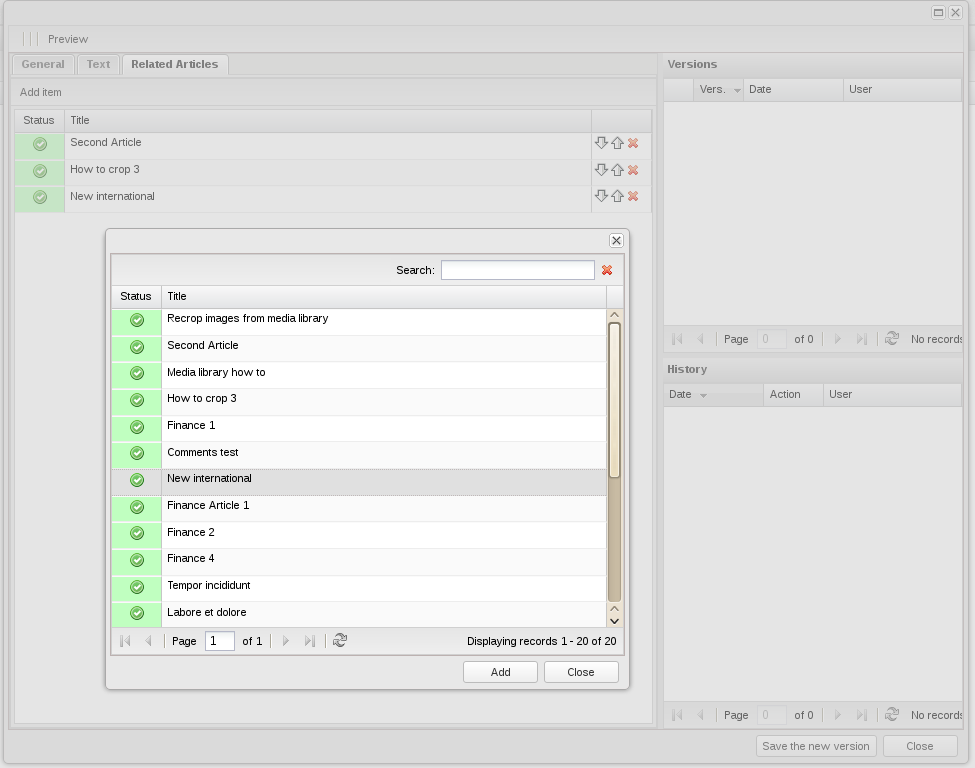 Preview
General Text Related Articles
Add item
Status Title
Second Article
How to crop 3
New international
Versions
Vers. Date User
Page 0 of 0 No records
History
Date Action User
Page 0 of 0 No records
Search:
Status Title
Recrop images from media library
Second Article
Media library how to
How to crop 3
Finance 1
Comments test
New international
Finance Article 1
Finance 2
Finance 4
Tempor incididunt
Labore et dolore
Page 1 of 1 Displaying records 1 - 20 of 20
Add Close
Save the new version Close